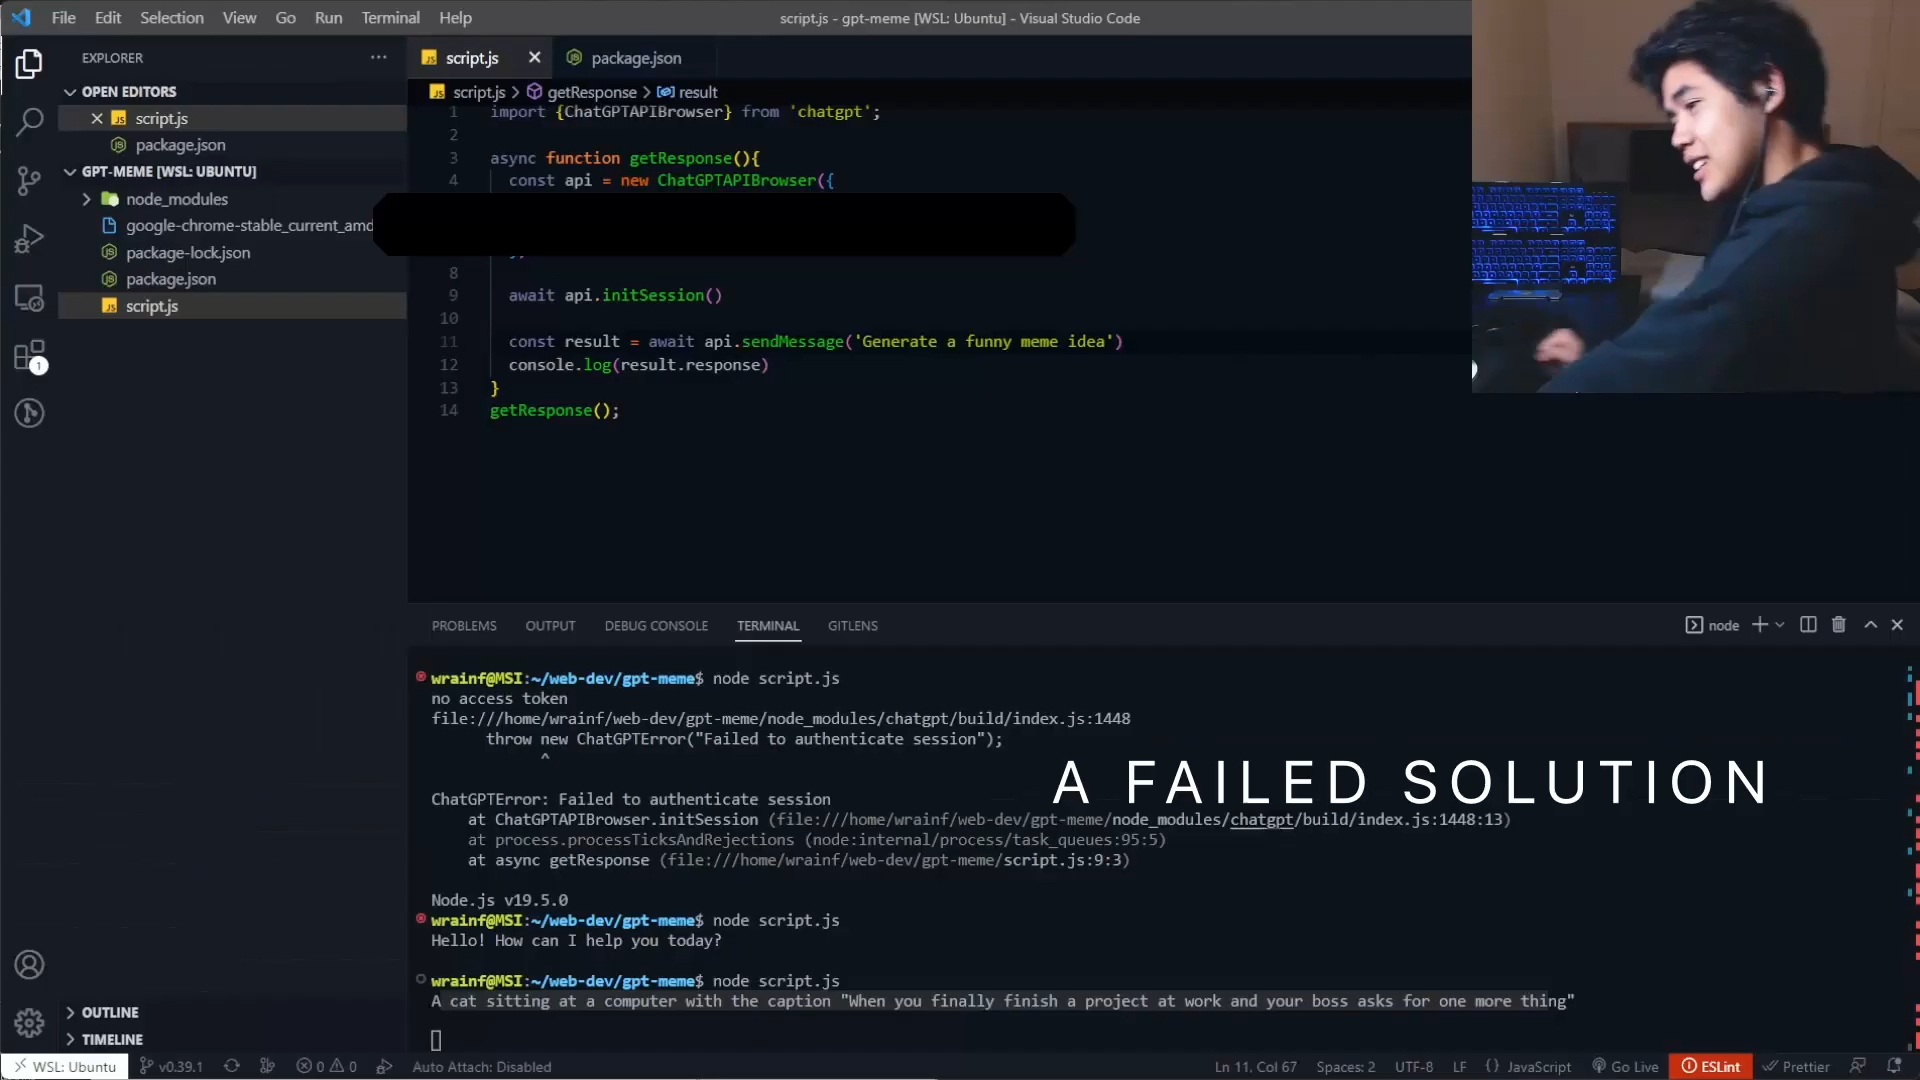 File Edit Selection View Go Run Terminal Help
script.js - gpt-meme [WSL: Ubuntu] - Visual Studio Code
EXPLORER
OPEN EDITORS
script.js
package.json
GPT-MEME [WSL: UBUNTU]
node_modules
google-chrome-stable_current_amd
package-lock.json
package.json
script.js
1
OUTLINE
TIMELINE
script.js package.json
script.js > getResponse > result
1 import {ChatGPTAPIBrowser} from 'chatgpt';
2
3 async function getResponse(){
4 const api = new ChatGPTAPIBrowser({
8
9 await api.initSession()
10
11 const result = await api.sendMessage('Generate a funny meme idea')
12 console.log(result.response)
13 }
14 getResponse();
PROBLEMS OUTPUT DEBUG CONSOLE TERMINAL GITLENS
node
wrainf@MSI:~/web-dev/gpt-meme$ node script.js
no access token
file:///home/wrainf/web-dev/gpt-meme/node_modules/chatgpt/build/index.js:1448
throw new ChatGPTError("Failed to authenticate session");
^
A FAILED SOLUTION
ChatGPTError: Failed to authenticate session
at ChatGPTAPIBrowser.initSession (file:///home/wrainf/web-dev/gpt-meme/node_modules/chatgpt/build/index.js:1448:13)
at process.processTicksAndRejections (node:internal/process/task_queues:95:5)
at async getResponse (file:///home/wrainf/web-dev/gpt-meme/script.js:9:3)
Node.js v19.5.0
wrainf@MSI:~/web-dev/gpt-meme$ node script.js
Hello! How can I help you today?
wrainf@MSI:~/web-dev/gpt-meme$ node script.js
A cat sitting at a computer with the caption "When you finally finish a project at work and your boss asks for one more thing"
WSL: Ubuntu v0.39.1 0 0 Auto Attach: Disabled Ln 11, Col 67 Spaces: 2 UTF-8 LF {} JavaScript Go Live ESLint Prettier